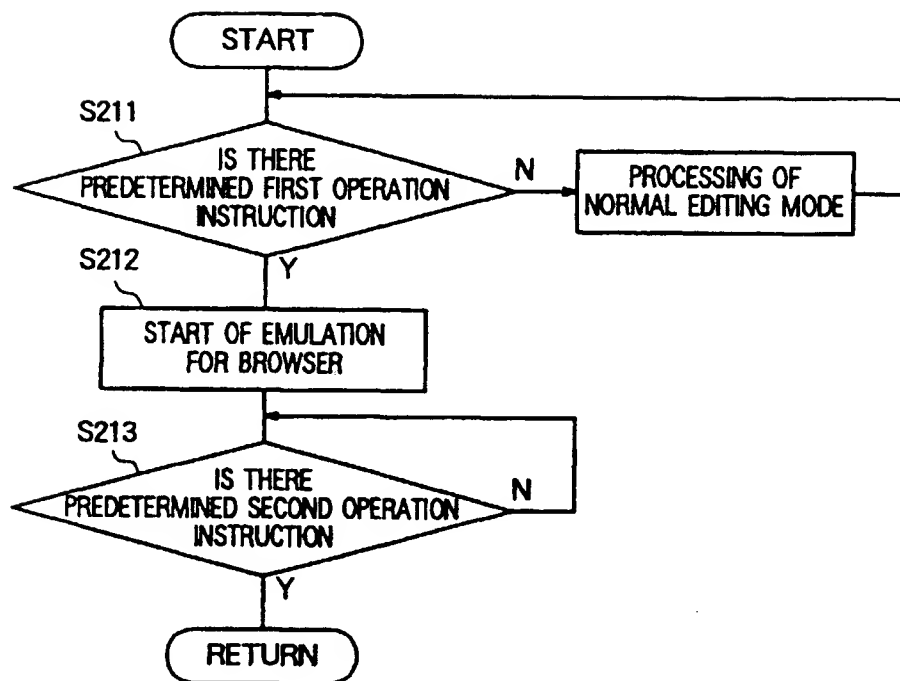 START
S211
IS THERE
PREDETERMINED FIRST OPERATION
INSTRUCTION
N
PROCESSING OF
NORMAL EDITING MODE
Y
S212
START OF EMULATION
FOR BROWSER
S213
IS THERE
PREDETERMINED SECOND OPERATION
INSTRUCTION
N
Y
RETURN